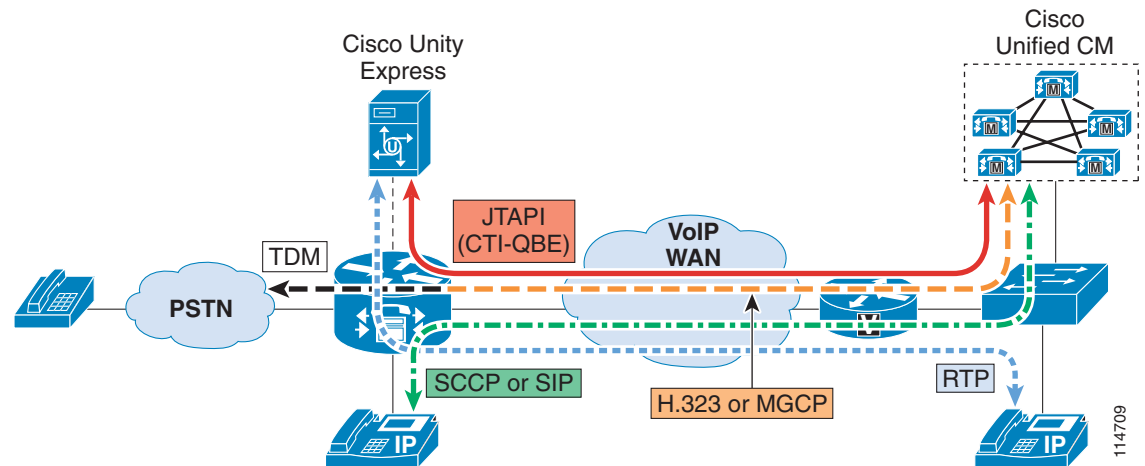 Cisco
Unified CM
Cisco Unity
Express
M
M
M
M
M
U
JTAPI
(CTI-QBE)
VoIP
WAN
TDM
PSTN
V
SCCP or SIP
H.323 or MGCP
RTP
IP
IP
114709